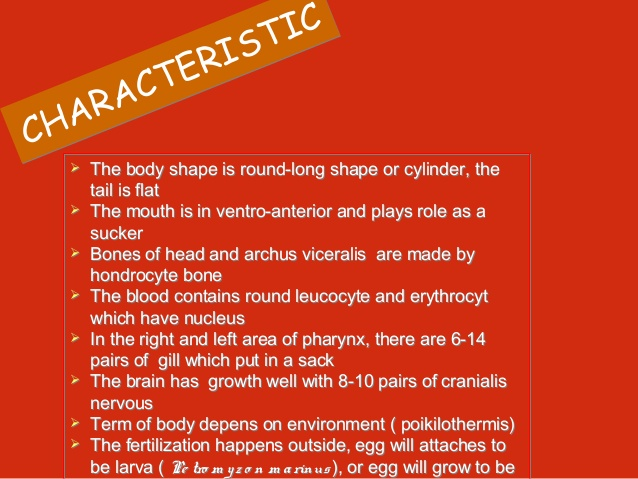 CHARACTERISTIC
➢ The body shape is round-long shape or cylinder, the
tail is flat
➢ The mouth is in ventro-anterior and plays role as a
sucker
➢ Bones of head and archus viceralis are made by
hondrocyte bone
➢ The blood contains round leucocyte and erythrocyt
which have nucleus
➢ In the right and left area of pharynx, there are 6-14
pairs of gill which put in a sack
➢ The brain has growth well with 8-10 pairs of cranialis
nervous
➢ Term of body depens on environment ( poikilothermis)
➢ The fertilization happens outside, egg will attaches to
be larva ( Petromyzon marinus), or egg will grow to be